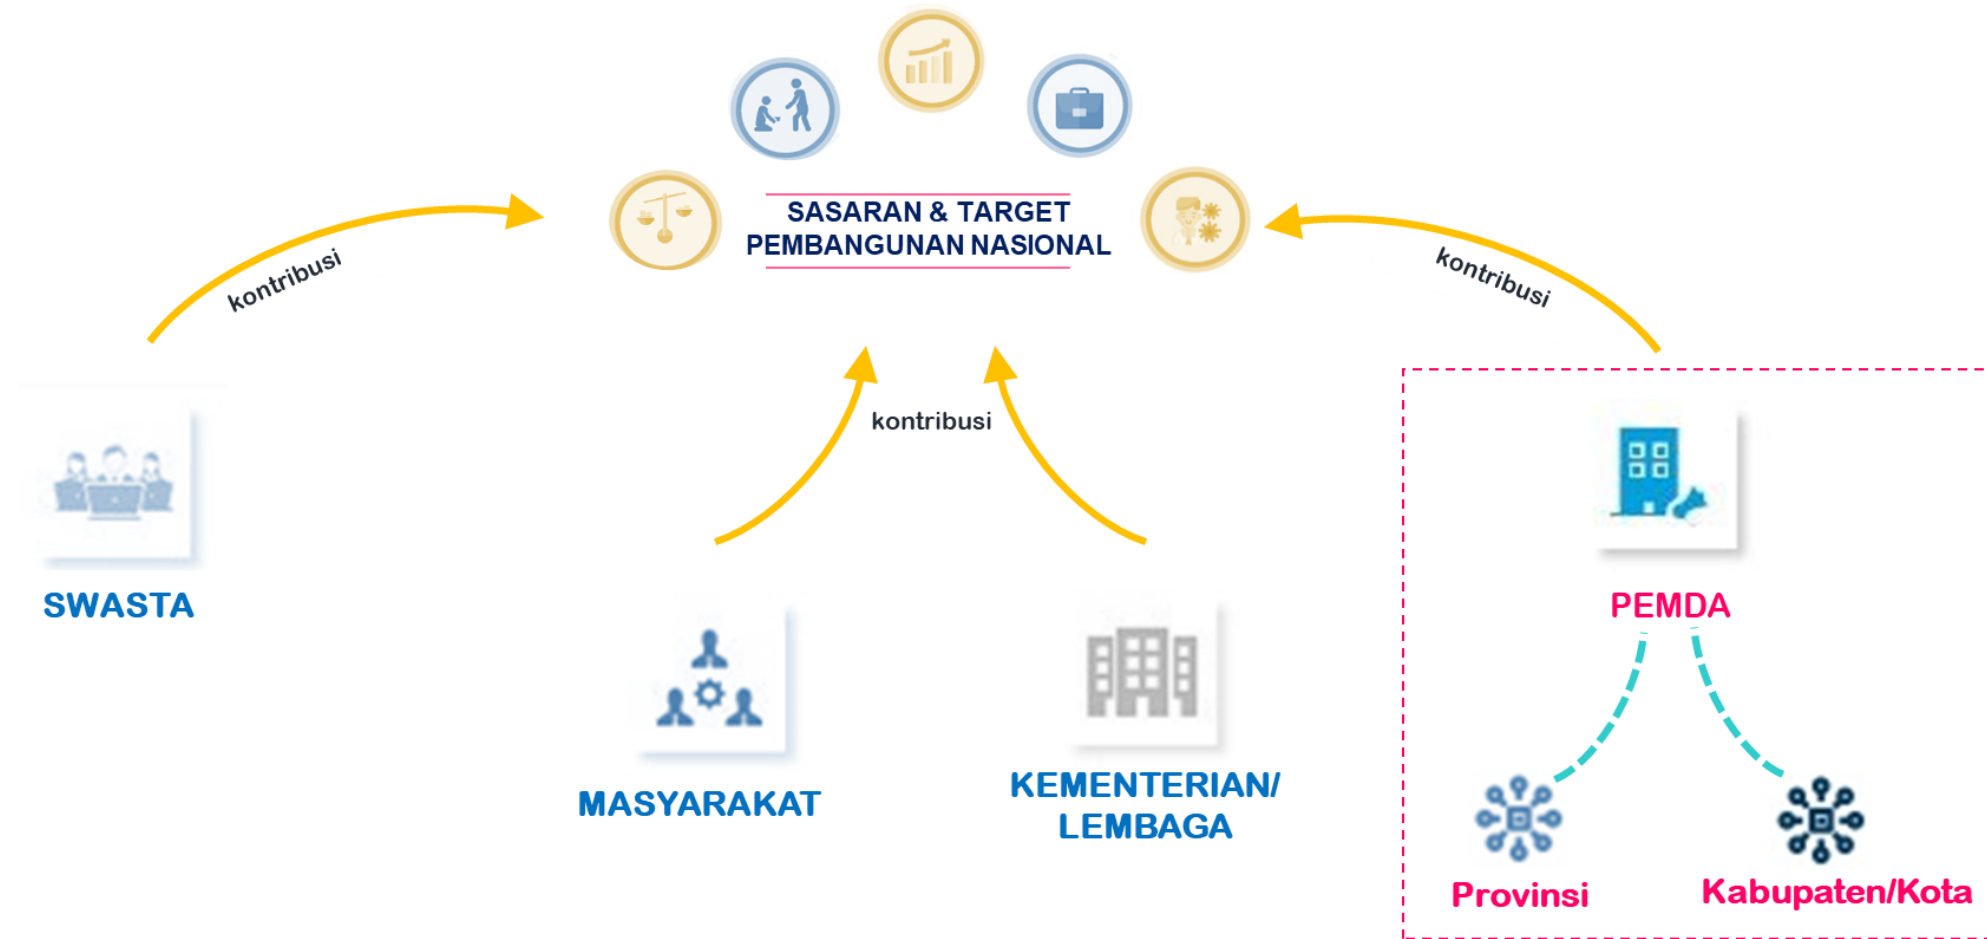 SASARAN & TARGET
PEMBANGUNAN NASIONAL
kontribusi
kontribusi
kontribusi
SWASTA
MASYARAKAT
KEMENTERIAN/
LEMBAGA
PEMDA
Provinsi
Kabupaten/Kota